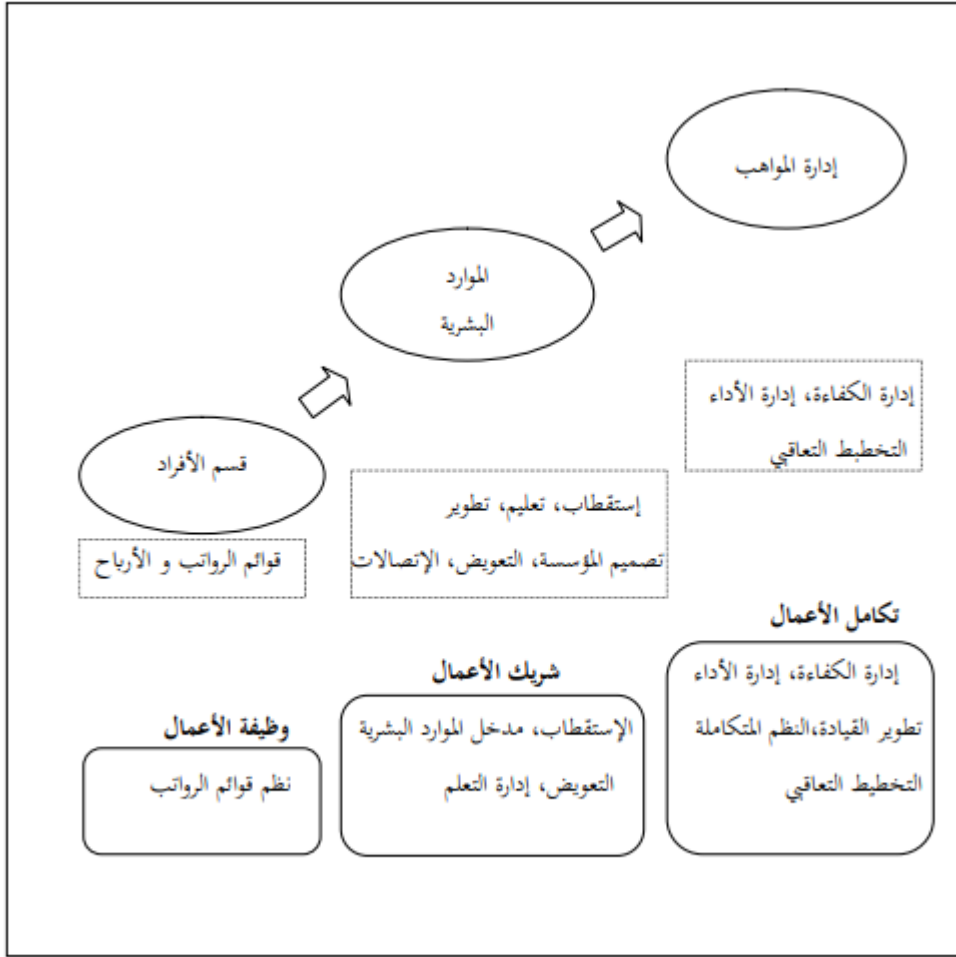 إدارة المواهب
الموارد
البشرية
قسم الأفراد
إدارة الكفاءة، إدارة الأداء
التخطيط التعاقبي
إستقطاب، تعليم، تطوير
تصميم المؤسسة، التعويض، الإتصالات
قوائم الرواتب و الأرباح
تكامل الأعمال
إدارة الكفاءة، إدارة الأداء
تطوير القيادة،النظم المتكاملة
التخطيط التعاقبي
شريك الأعمال
الإستقطاب، مدخل الموارد البشرية
التعويض، إدارة التعلم
وظيفة الأعمال
نظم قوائم الرواتب